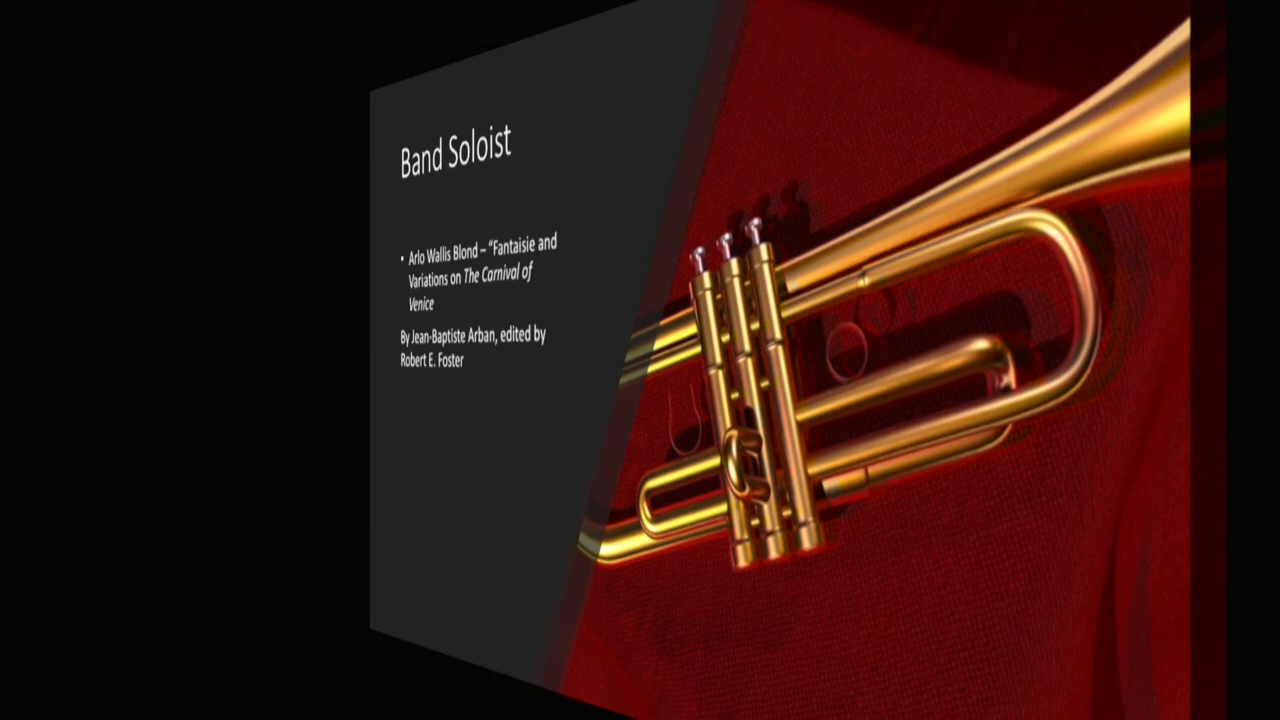 Band Soloist
• Arlo Wallis Blond – "Fantaisie and
Variations on The Carnival of
Venice
By Jean-Baptiste Arban, edited by
Robert E. Foster